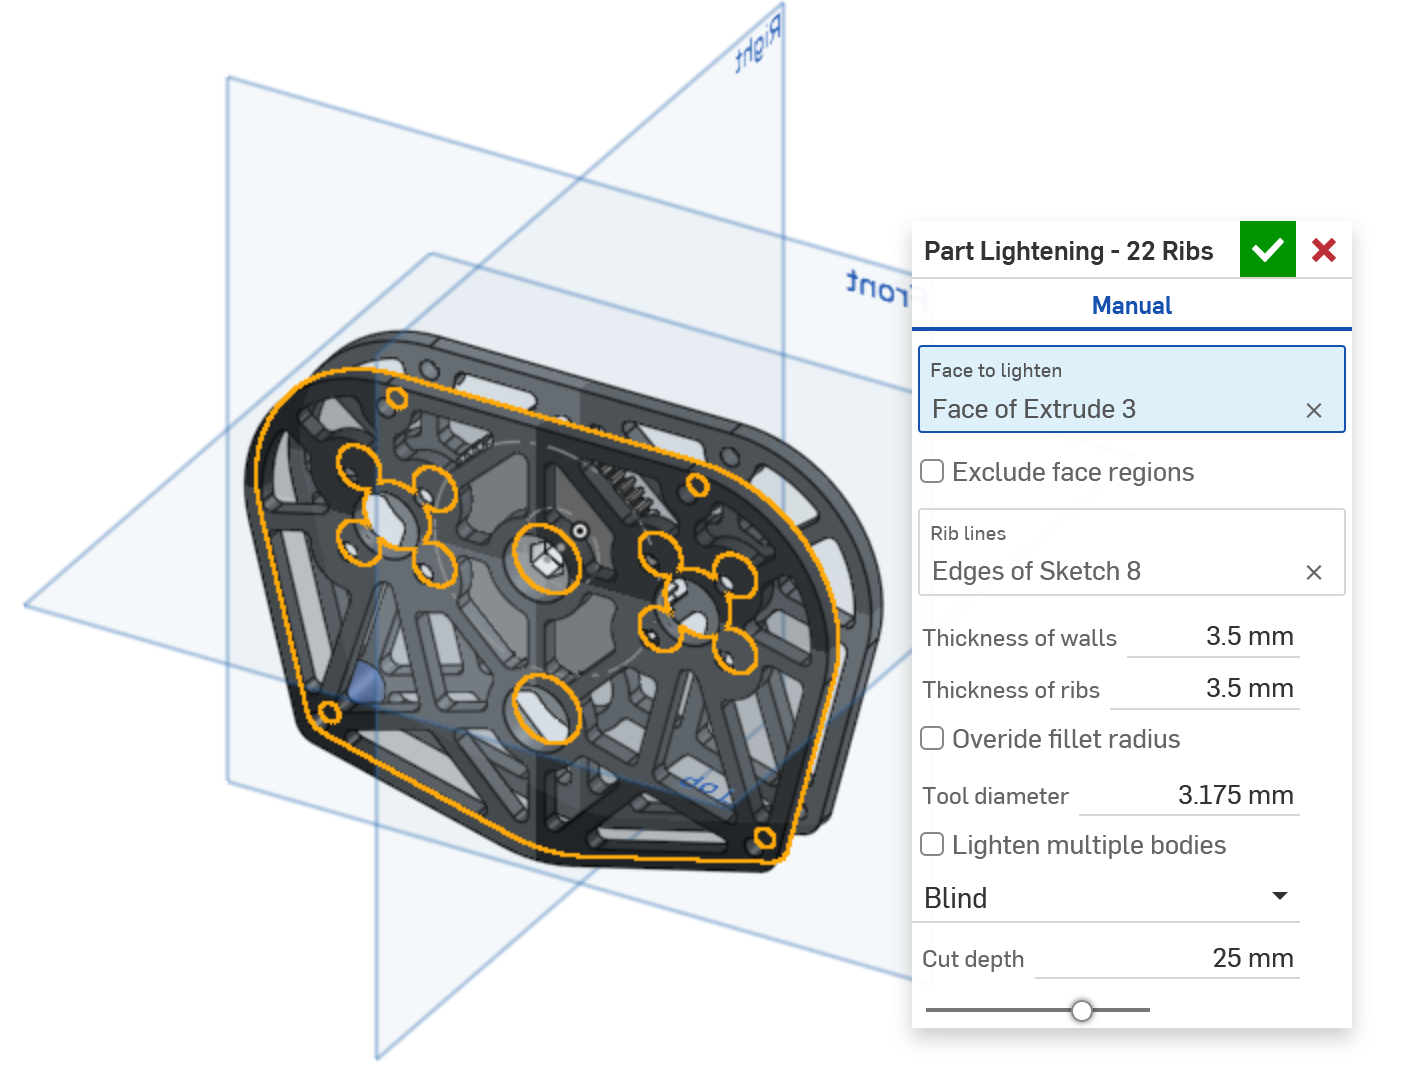 Right
Front
Top
Part Lightening - 22 Ribs
Manual
Face to lighten
Face of Extrude 3
Exclude face regions
Rib lines
Edges of Sketch 8
Thickness of walls 3.5 mm
Thickness of ribs 3.5 mm
Overide fillet radius
Tool diameter 3.175 mm
Lighten multiple bodies
Blind
Cut depth 25 mm